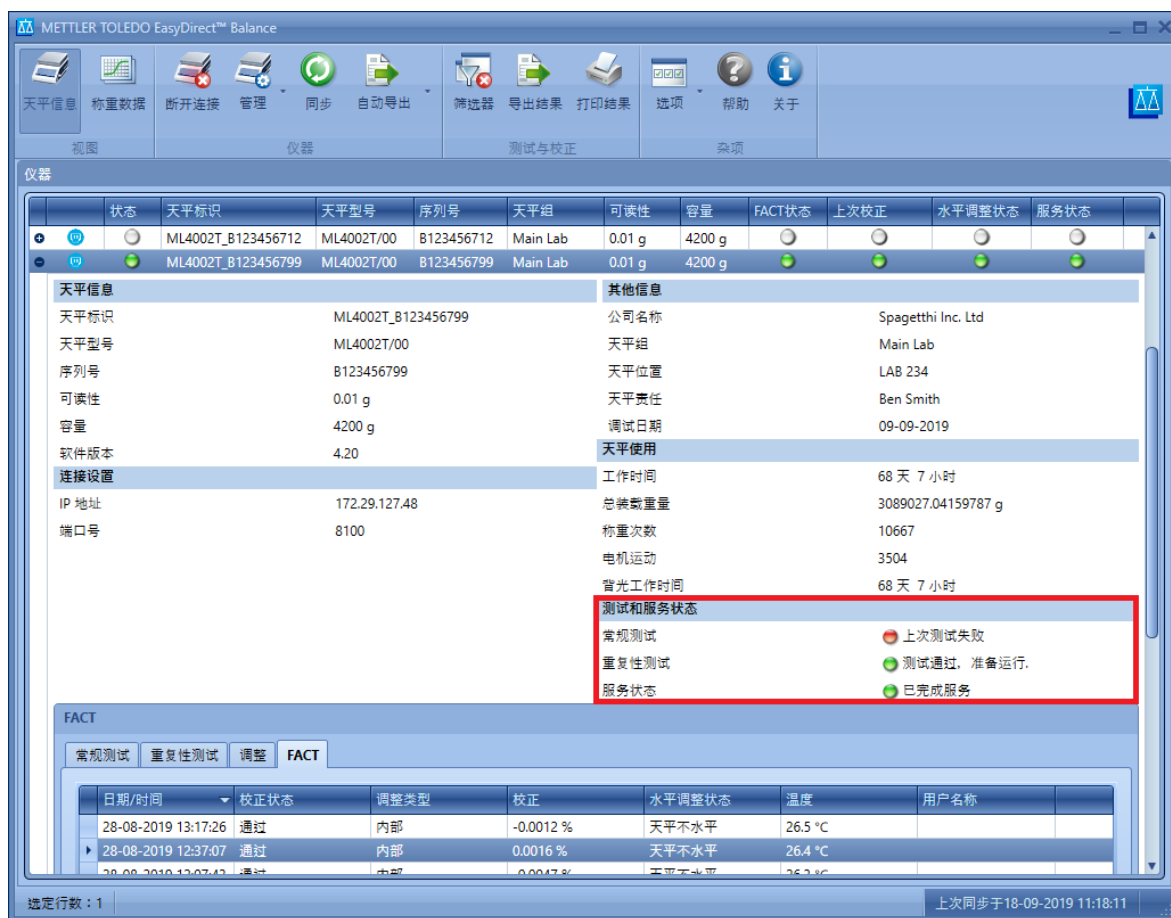 METTLER TOLEDO EasyDirect™ Balance
天平信息 称重数据 断开连接 管理 同步 自动导出 筛选器 导出结果 打印结果 选项 帮助 关于
视图 仪器 测试与校正 杂项
仪器
状态 天平标识 天平型号 序列号 天平组 可读性 容量 FACT状态 上次校正 水平调整状态 服务状态
ML4002T_B123456712 ML4002T/00 B123456712 Main Lab 0.01 g 4200 g
ML4002T_B123456799 ML4002T/00 B123456799 Main Lab 0.01 g 4200 g
天平信息 其他信息
天平标识 ML4002T_B123456799 公司名称 Spagetthi Inc. Ltd
天平型号 ML4002T/00 天平组 Main Lab
序列号 B123456799 天平位置 LAB 234
可读性 0.01 g 天平责任 Ben Smith
容量 4200 g 调试日期 09-09-2019
软件版本 4.20 天平使用
连接设置 工作时间 68 天 7 小时
IP 地址 172.29.127.48 总装载重量 3089027.04159787 g
端口号 8100 称重次数 10667
电机运动 3504
背光工作时间 68 天 7 小时
测试和服务状态
常规测试 上次测试失败
重复性测试 测试通过，准备运行.
服务状态 已完成服务
FACT
常规测试 重复性测试 调整 FACT
日期/时间 校正状态 调整类型 校正 水平调整状态 温度 用户名称
28-08-2019 13:17:26 通过 内部 -0.0012 % 天平不水平 26.5 °C
28-08-2019 12:37:07 通过 内部 0.0016 % 天平不水平 26.4 °C
28-08-2019 12:07:43 通过 内部 -0.0047 % 天平不水平 26.3 °C
选定行数：1 上次同步于18-09-2019 11:18:11